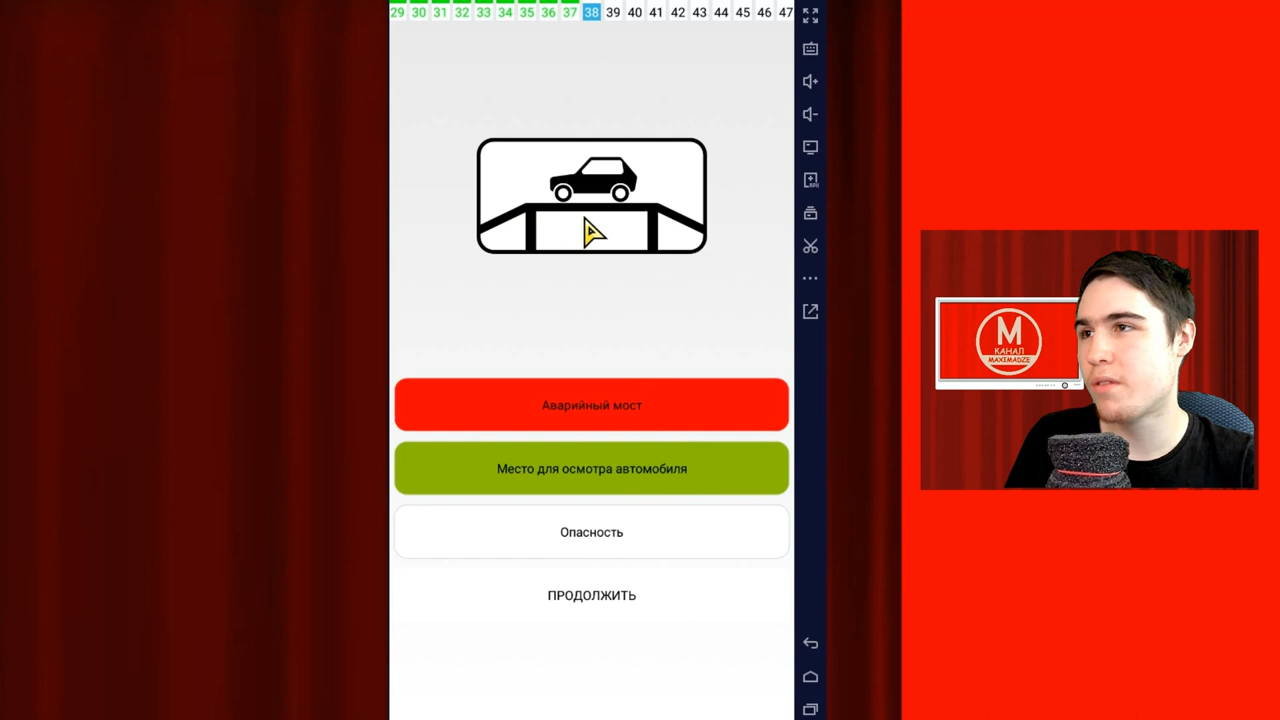 29 30 31 32 33 34 35 36 37 38 39 40 41 42 43 44 45 46 47
Аварийный мост
Место для осмотра автомобиля
Опасность
ПРОДОЛЖИТЬ
М
КАНАЛ
MAXIMADZE